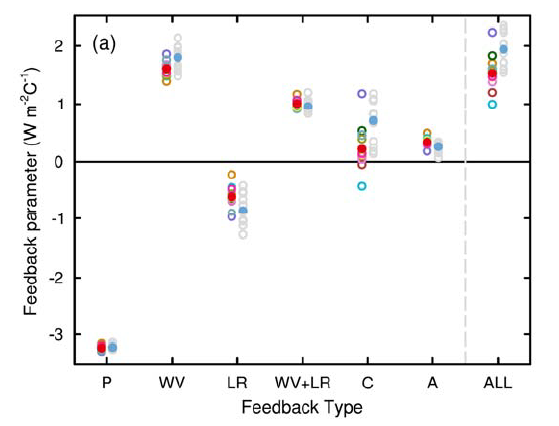 (a)
2
1
0
-1
-2
-3
Feedback parameter (W m⁻²C⁻¹)
P WV LR WV+LR C A ALL
Feedback Type